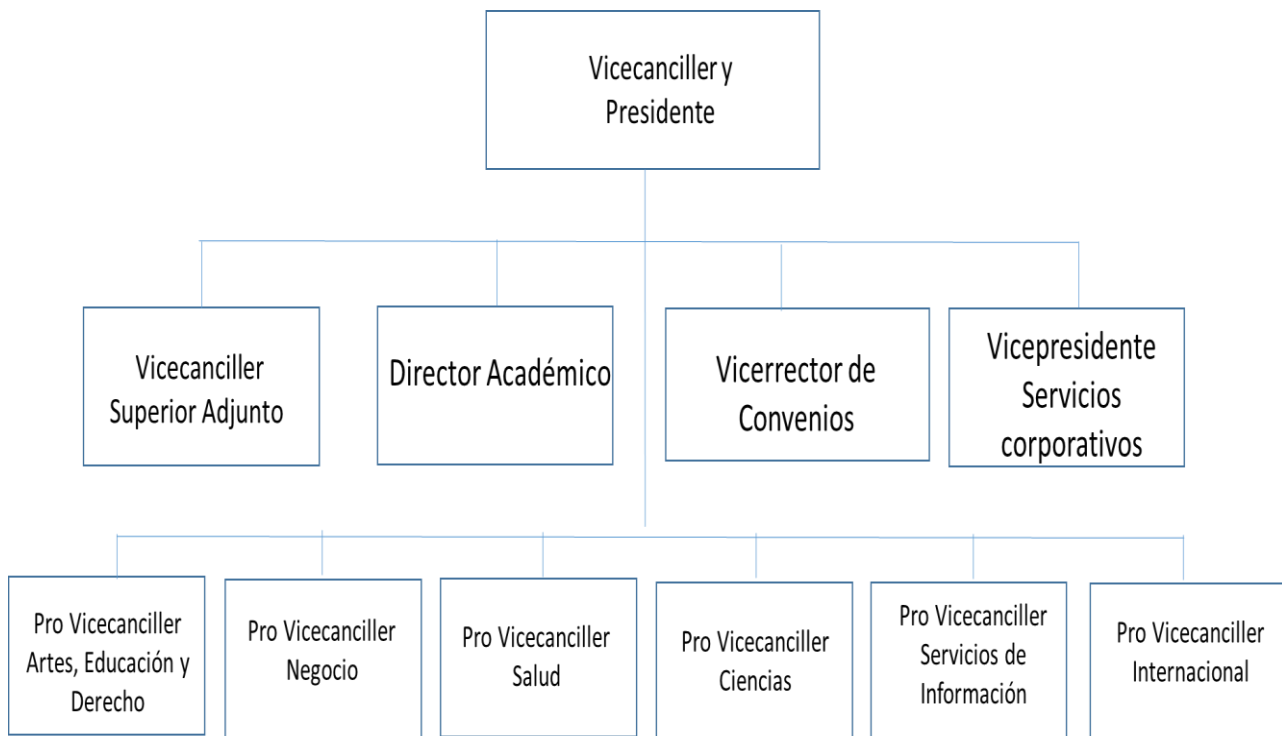 Vicecanciller y
Presidente
Vicecanciller
Superior Adjunto
Director Académico
Vicerrector de
Convenios
Vicepresidente
Servicios
corporativos
Pro Vicecanciller
Artes, Educación y
Derecho
Pro Vicecanciller
Negocio
Pro Vicecanciller
Salud
Pro Vicecanciller
Ciencias
Pro Vicecanciller
Servicios de
Información
Pro Vicecanciller
Internacional